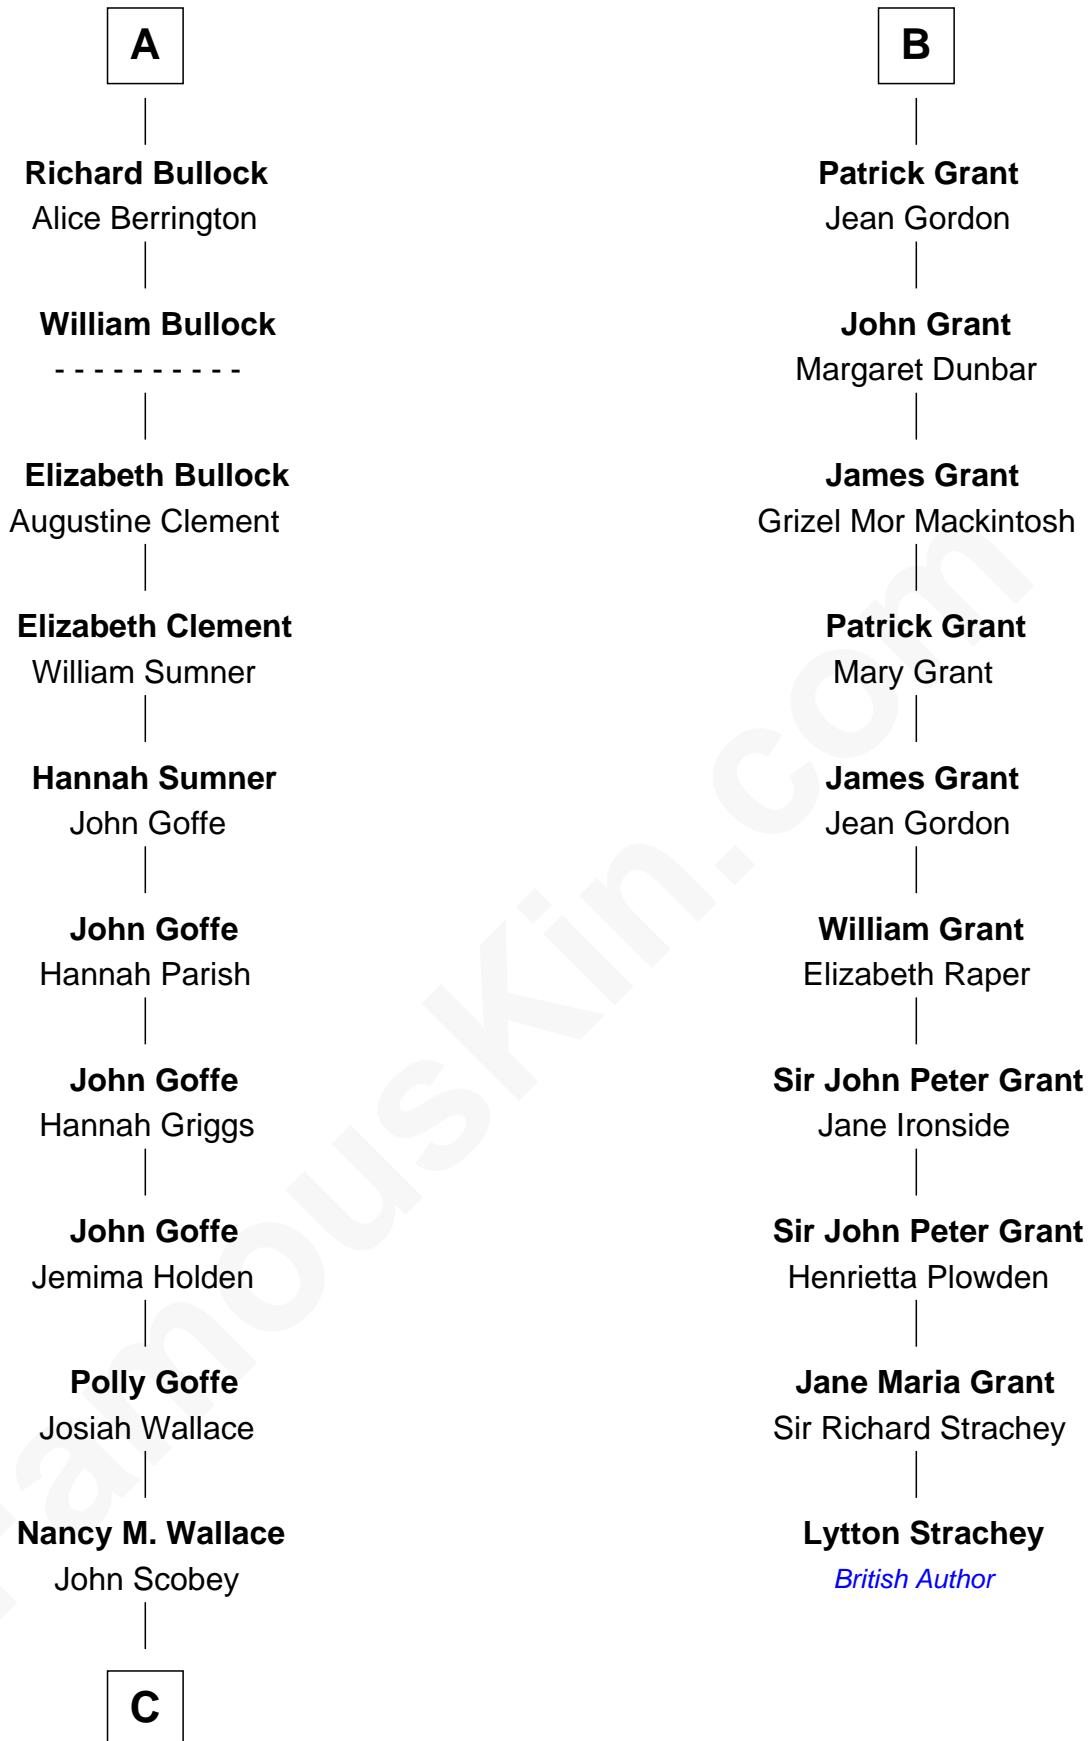 A
Richard Bullock
Alice Berrington
William Bullock
- - - - - - - - - -
Elizabeth Bullock
Augustine Clement
Elizabeth Clement
William Sumner
Hannah Sumner
John Goffe
John Goffe
Hannah Parish
John Goffe
Hannah Griggs
John Goffe
Jemima Holden
Polly Goffe
Josiah Wallace
Nancy M. Wallace
John Scobey
C
B
Patrick Grant
Jean Gordon
John Grant
Margaret Dunbar
James Grant
Grizel Mor Mackintosh
Patrick Grant
Mary Grant
James Grant
Jean Gordon
William Grant
Elizabeth Raper
Sir John Peter Grant
Jane Ironside
Sir John Peter Grant
Henrietta Plowden
Jane Maria Grant
Sir Richard Strachey
Lytton Strachey
British Author
FamousKin.com